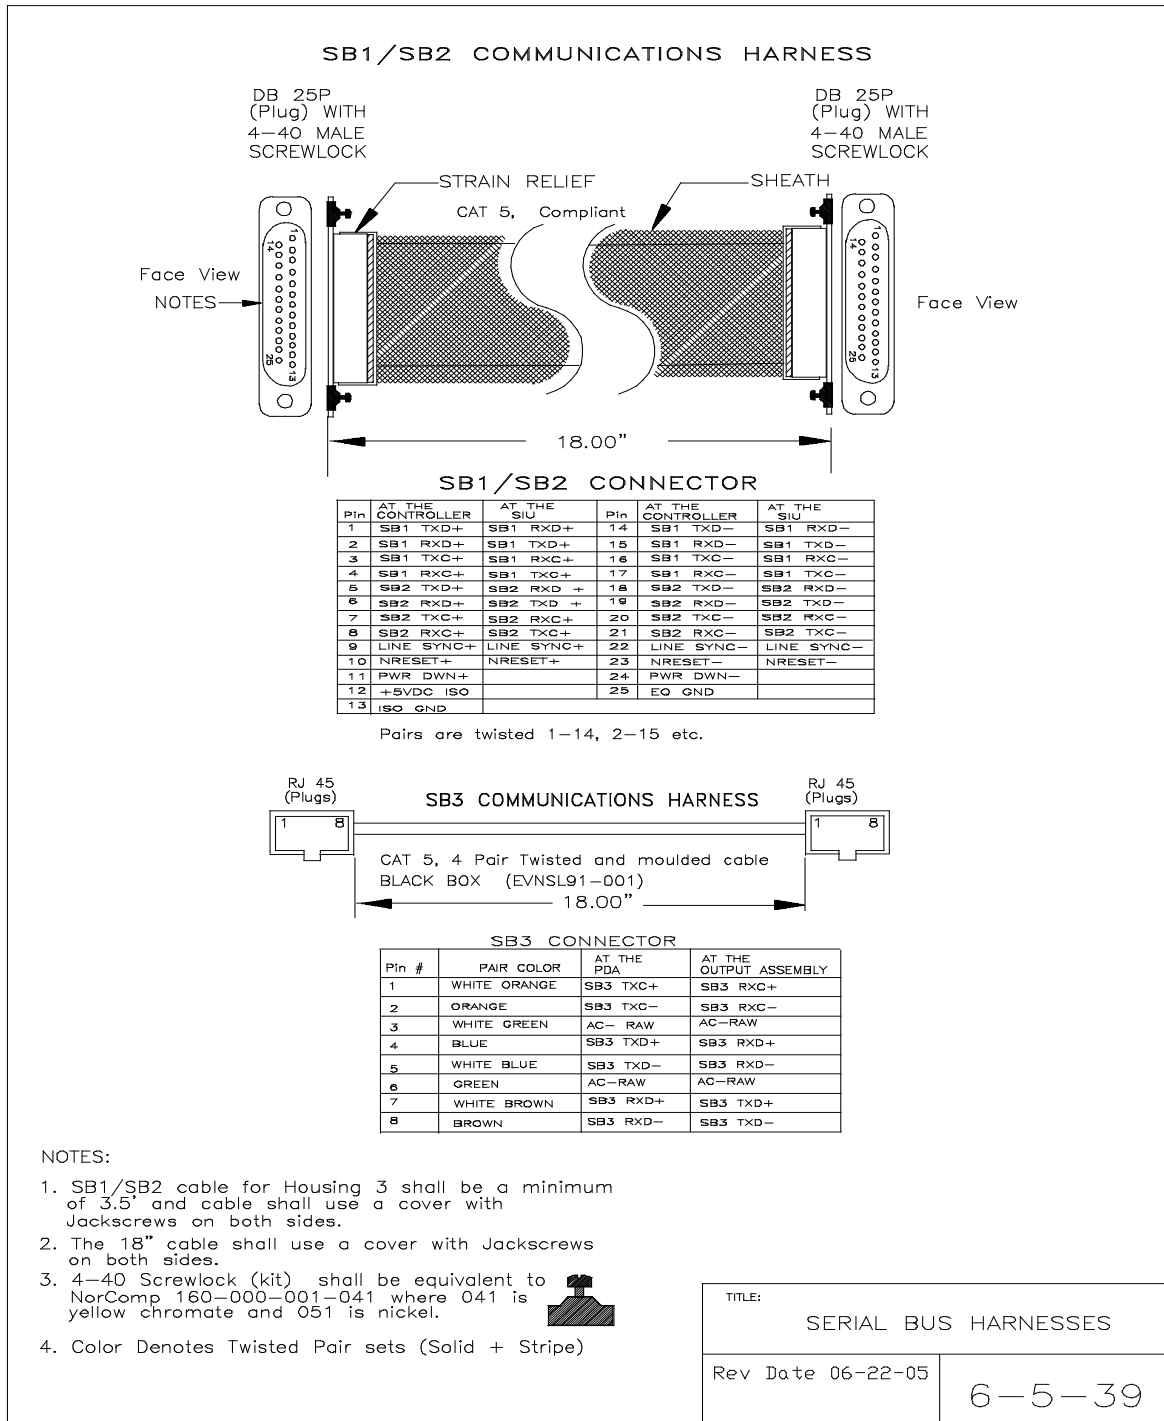 SB1/SB2 COMMUNICATIONS HARNESS
DB 25P
(Plug) WITH
4-40 MALE
SCREWLOCK
DB 25P
(Plug) WITH
4-40 MALE
SCREWLOCK
STRAIN RELIEF
SHEATH
CAT 5, Compliant
1
14
25
13
Face View
NOTES
1
14
25
13
Face View
18.00"
SB1/SB2 CONNECTOR
Pin AT THE CONTROLLER AT THE SIU Pin AT THE CONTROLLER AT THE SIU
1 SB1 TXD+ SB1 RXD+ 14 SB1 TXD- SB1 RXD-
2 SB1 RXD+ SB1 TXD+ 15 SB1 RXD- SB1 TXD-
3 SB1 TXC+ SB1 RXC+ 16 SB1 TXC- SB1 RXC-
4 SB1 RXC+ SB1 TXC+ 17 SB1 RXC- SB1 TXC-
5 SB2 TXD+ SB2 RXD + 18 SB2 TXD- SB2 RXD-
6 SB2 RXD+ SB2 TXD + 19 SB2 RXD- SB2 TXD-
7 SB2 TXC+ SB2 RXC+ 20 SB2 TXC- SB2 RXC-
8 SB2 RXC+ SB2 TXC+ 21 SB2 RXC- SB2 TXC-
9 LINE SYNC+ LINE SYNC+ 22 LINE SYNC- LINE SYNC-
10 NRESET+ NRESET+ 23 NRESET- NRESET-
11 PWR DWN+ 24 PWR DWN-
12 +5VDC ISO 25 EQ GND
13 ISO GND
Pairs are twisted 1-14, 2-15 etc.
RJ 45
(Plugs)
SB3 COMMUNICATIONS HARNESS
RJ 45
(Plugs)
1 8
1 8
CAT 5, 4 Pair Twisted and moulded cable
BLACK BOX (EVNSL91-001)
18.00"
SB3 CONNECTOR
Pin # PAIR COLOR AT THE PDA AT THE OUTPUT ASSEMBLY
1 WHITE ORANGE SB3 TXC+ SB3 RXC+
2 ORANGE SB3 TXC- SB3 RXC-
3 WHITE GREEN AC- RAW AC-RAW
4 BLUE SB3 TXD+ SB3 RXD+
5 WHITE BLUE SB3 TXD- SB3 RXD-
6 GREEN AC-RAW AC-RAW
7 WHITE BROWN SB3 RXD+ SB3 TXD+
8 BROWN SB3 RXD- SB3 TXD-
NOTES:
1. SB1/SB2 cable for Housing 3 shall be a minimum
of 3.5' and cable shall use a cover with
Jackscrews on both sides.
2. The 18" cable shall use a cover with Jackscrews
on both sides.
3. 4-40 Screwlock (kit) shall be equivalent to
NorComp 160-000-001-041 where 041 is
yellow chromate and 051 is nickel.
4. Color Denotes Twisted Pair sets (Solid + Stripe)
TITLE:
SERIAL BUS HARNESSES
Rev Date 06-22-05
6-5-39